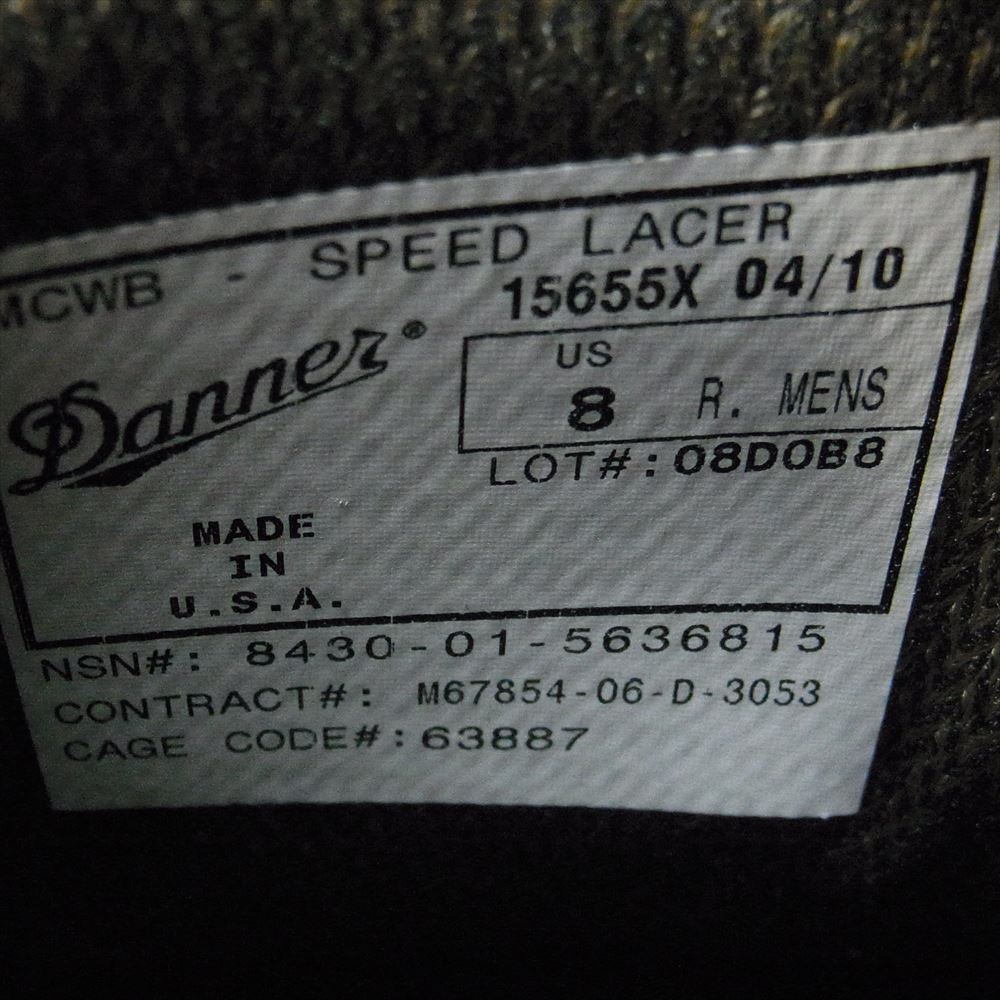 MCWB - SPEED LACER
15655X 04/10
Danner®
US
8 R. MENS
LOT#: 08D0B8
MADE
IN
U.S.A.
NSN#: 8430-01-5636815
CONTRACT#: M67854-06-D-3053
CAGE CODE#: 63887